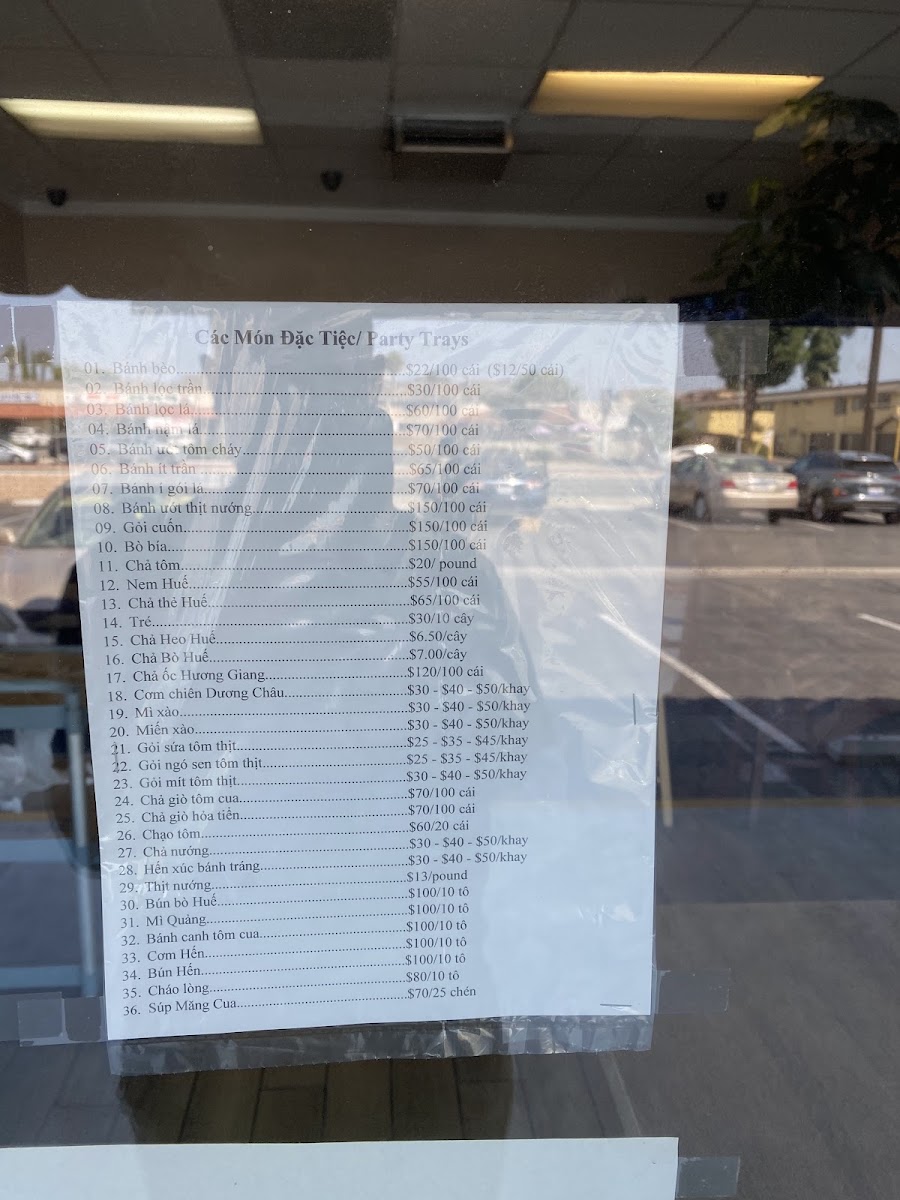 Các Món Đặc Tiệc/ Party Trays
01. Bánh bèo...$22/100 cái ($12/50 cái)
02. Bánh lọc trần...$30/100 cái
03. Bánh lọc lá...$60/100 cái
04. Bánh nậm lá...$70/100 cái
05. Bánh ướt tôm cháy...$50/100 cái
06. Bánh ít trần...$65/100 cái
07. Bánh í gói lá...$70/100 cái
08. Bánh ướt thịt nướng...$150/100 cái
09. Gỏi cuốn...$150/100 cái
10. Bò bía...$150/100 cái
11. Chả tôm...$20/ pound
12. Nem Huế...$55/100 cái
13. Chả thẻ Huế...$65/100 cái
14. Tré...$30/10 cây
15. Chả Heo Huế...$6.50/cây
16. Chả Bò Huế...$7.00/cây
17. Chả ốc Hương Giang...$120/100 cái
18. Cơm chiên Dương Châu...$30 - $40 - $50/khay
19. Mì xào...$30 - $40 - $50/khay
20. Miến xào...$30 - $40 - $50/khay
21. Gỏi sứa tôm thịt...$25 - $35 - $45/khay
22. Gỏi ngó sen tôm thịt...$25 - $35 - $45/khay
23. Gỏi mít tôm thịt...$30 - $40 - $50/khay
24. Chả giò tôm cua...$70/100 cái
25. Chả giò hỏa tiển...$70/100 cái
26. Chạo tôm...$60/20 cái
27. Chả nướng...$30 - $40 - $50/khay
28. Hến xúc bánh tráng...$30 - $40 - $50/khay
29. Thịt nướng...$13/pound
30. Bún bò Huế...$100/10 tô
31. Mì Quảng...$100/10 tô
32. Bánh canh tôm cua...$100/10 tô
33. Cơm Hến...$100/10 tô
34. Bún Hến...$100/10 tô
35. Cháo lòng...$80/10 tô
36. Súp Măng Cua...$70/25 chén